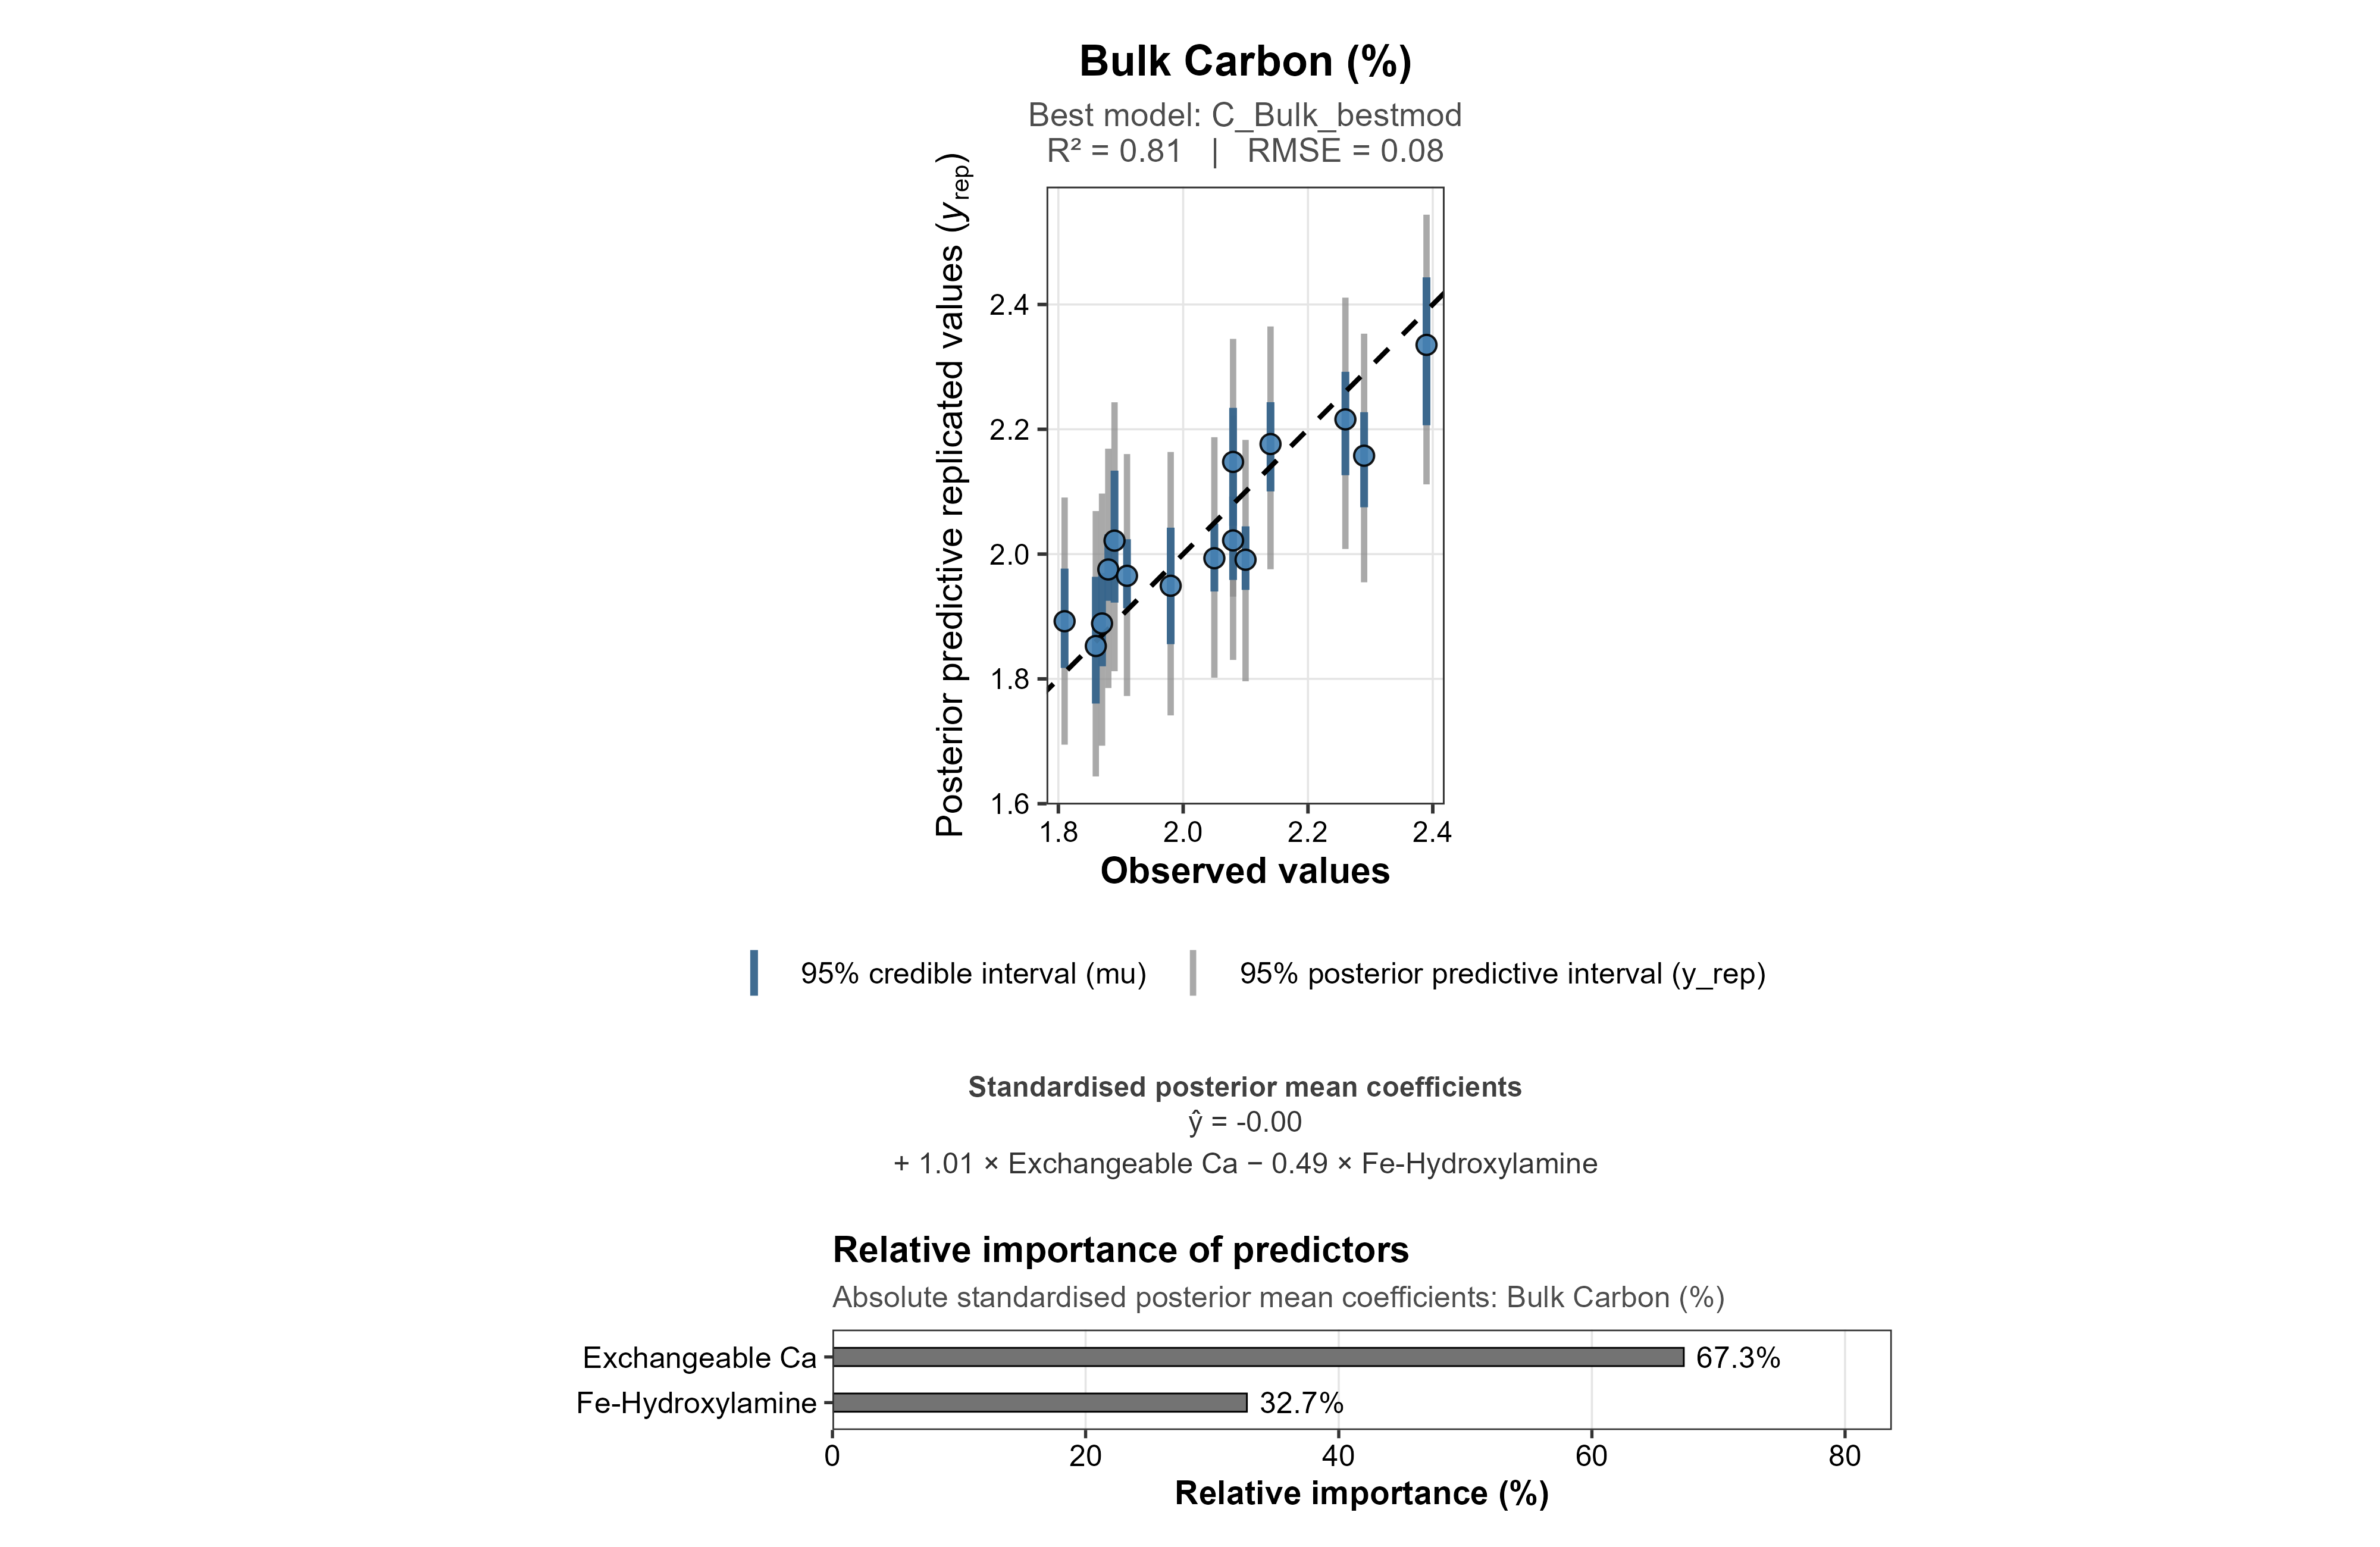 Bulk Carbon (%)
Best model: C_Bulk_bestmod
R² = 0.81 | RMSE = 0.08
Posterior predictive replicated values (yrep)
2.4
2.2
2.0
1.8
1.6
1.8 2.0 2.2 2.4
Observed values
95% credible interval (mu) 95% posterior predictive interval (y_rep)
Standardised posterior mean coefficients
ŷ = -0.00
+ 1.01 × Exchangeable Ca − 0.49 × Fe-Hydroxylamine
Relative importance of predictors
Absolute standardised posterior mean coefficients: Bulk Carbon (%)
Exchangeable Ca 67.3%
Fe-Hydroxylamine 32.7%
0 20 40 60 80
Relative importance (%)